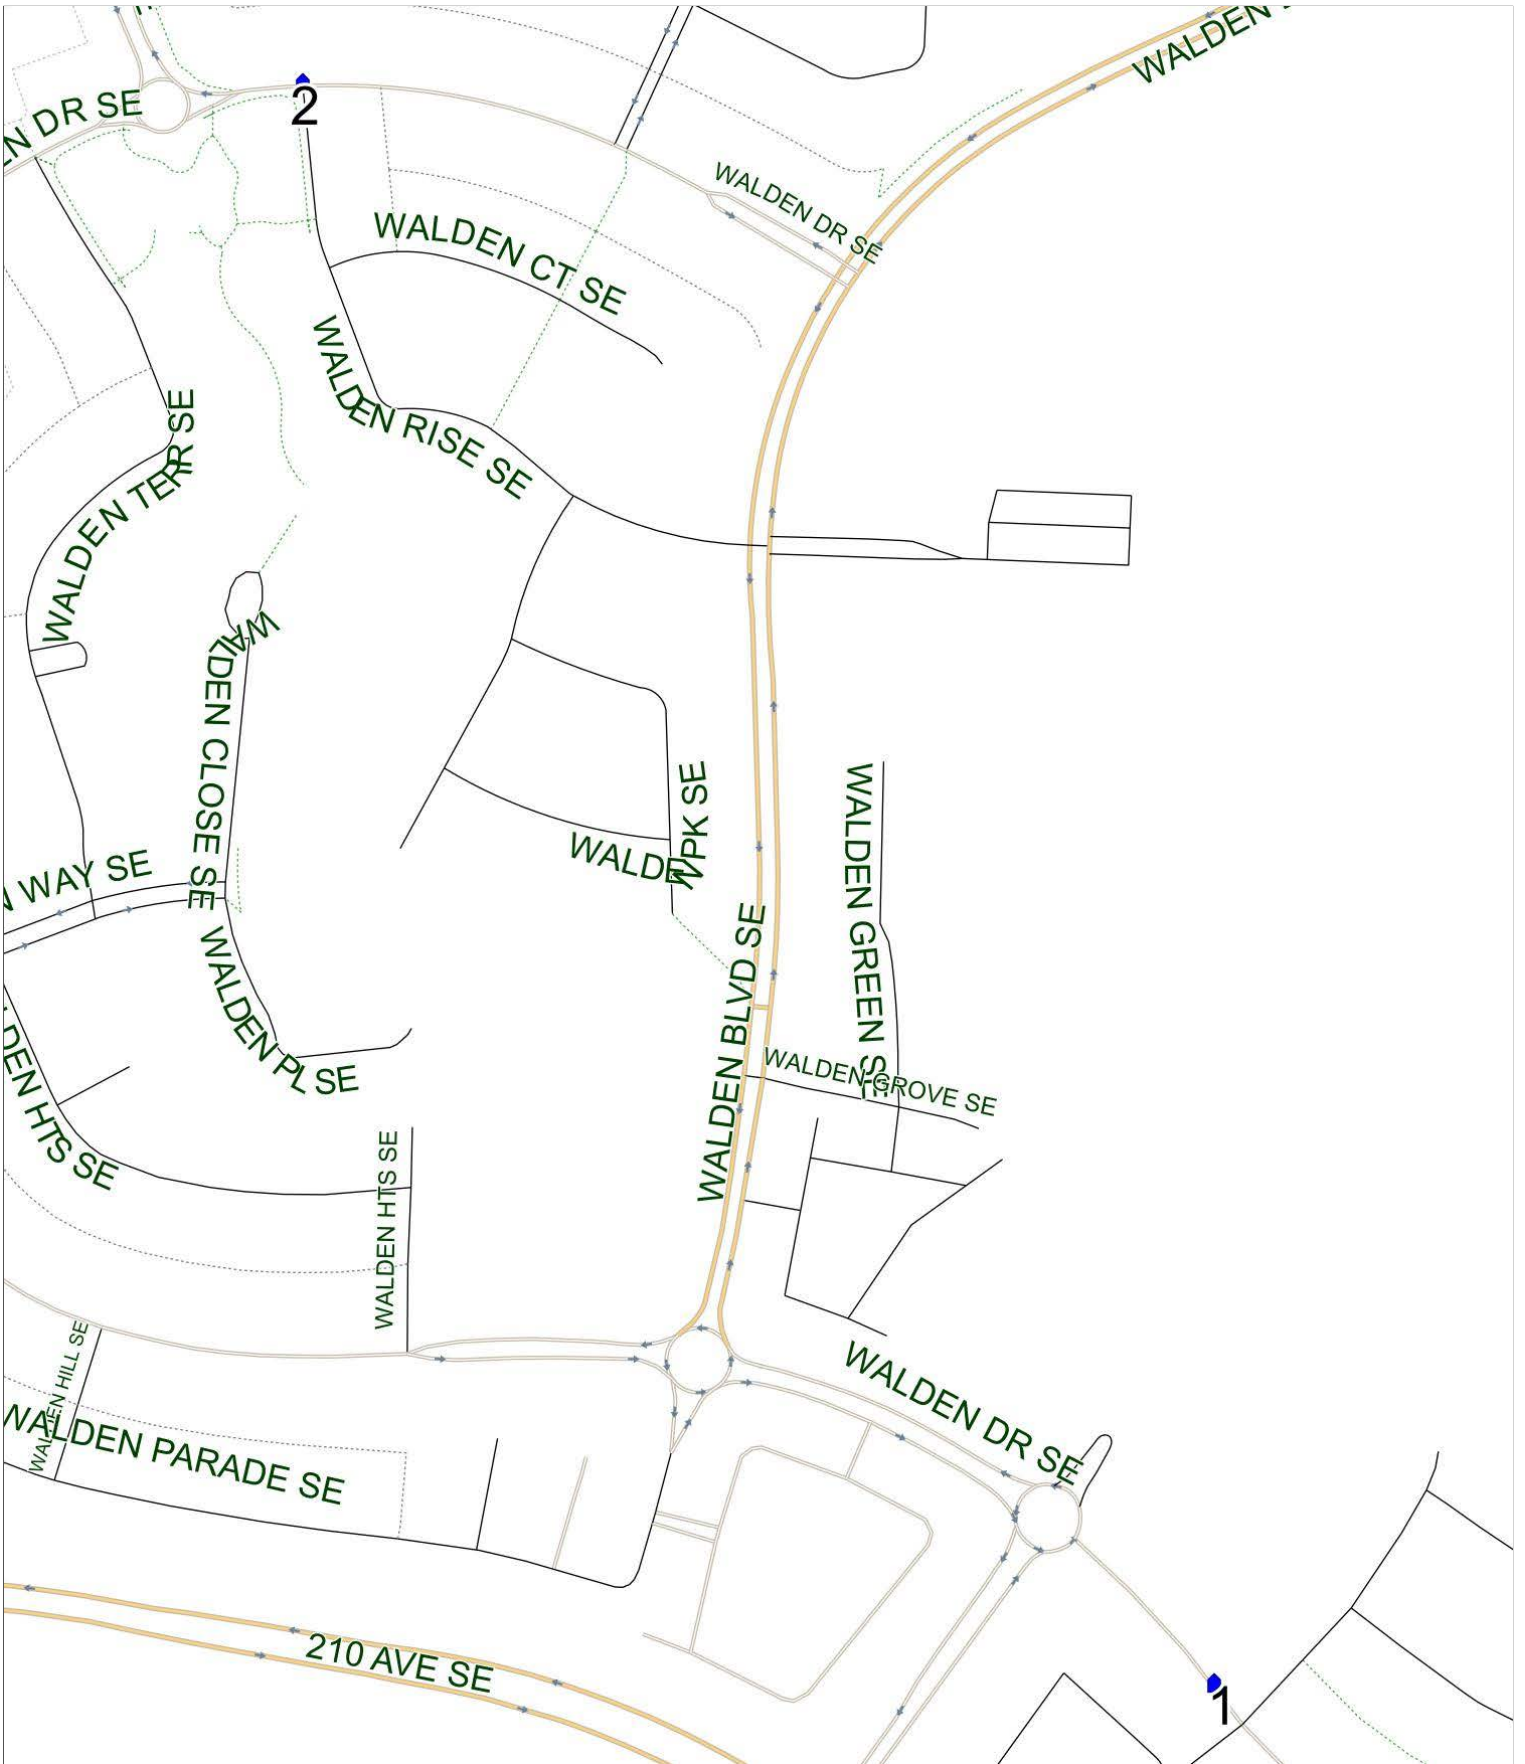 WALDEN
2
EN DR SE
WALDEN DR SE
WALDEN CT SE
WALDEN RISE SE
WALDEN TERR SE
WALDEN CLOSE SE
WALDE
PK SE
WALDEN GREEN SE
N WAY SE
WALDEN BLVD SE
WALDEN PL SE
WALDEN GROVE SE
DEN HTS SE
WALDEN HTS SE
WALDEN HILL SE
WALDEN DR SE
WALDEN PARADE SE
210 AVE SE
1